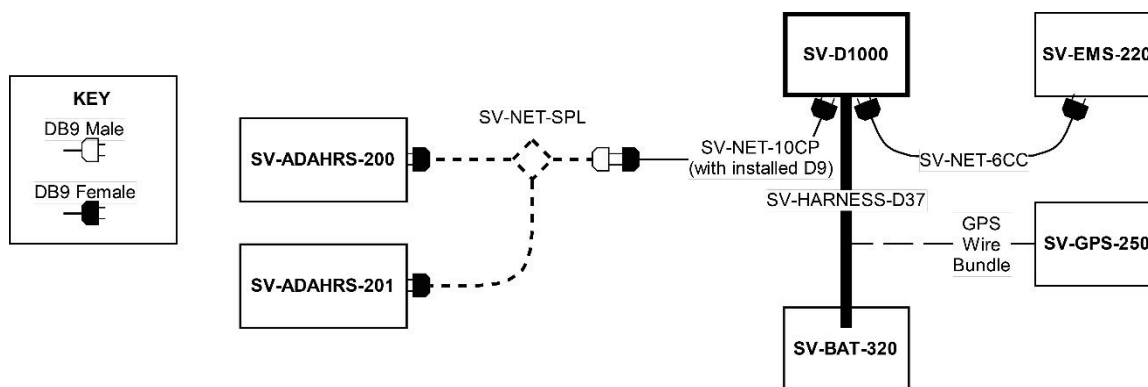 KEY
DB9 Male
DB9 Female
SV-ADAHRS-200
SV-ADAHRS-201
SV-NET-SPL
SV-NET-10CP
(with installed D9)
SV-D1000
SV-EMS-220
SV-NET-6CC
SV-HARNESS-D37
GPS
Wire
Bundle
SV-GPS-250
SV-BAT-320